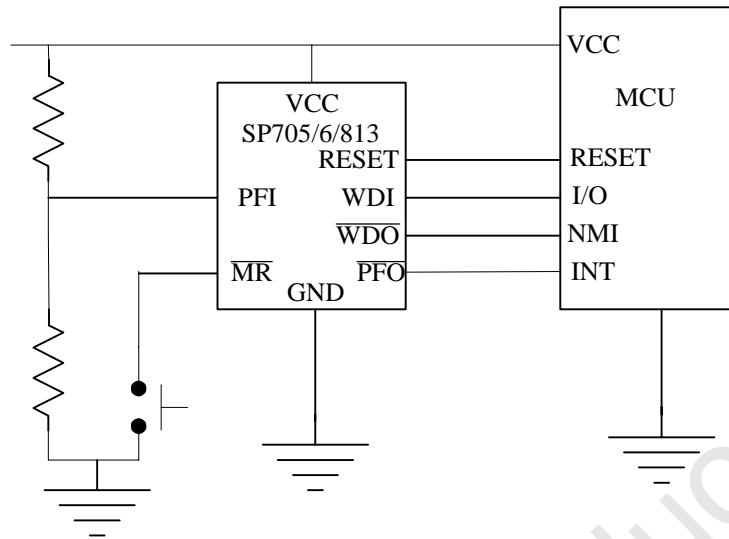 VCC
MCU
VCC
SP705/6/813
RESET
RESET
PFI
WDI
I/O
WDO
NMI
MR
PFO
INT
GND